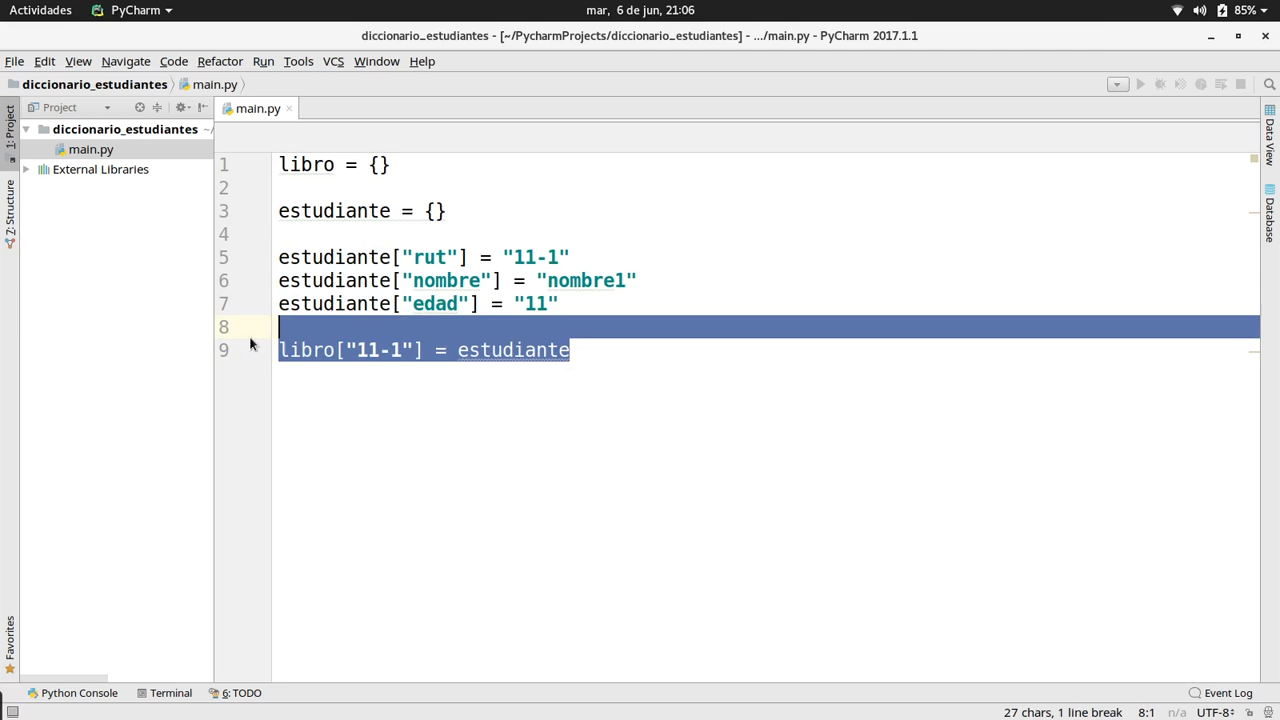 Actividades PyCharm mar, 6 de jun, 21:06 85%
diccionario_estudiantes - [~/PycharmProjects/diccionario_estudiantes] - .../main.py - PyCharm 2017.1.1
File Edit View Navigate Code Refactor Run Tools VCS Window Help
diccionario_estudiantes main.py
Project main.py
1: Project
diccionario_estudiantes ~/
main.py
External Libraries
7: Structure
Favorites
Data View
Database
1 libro = {}
2
3 estudiante = {}
4
5 estudiante["rut"] = "11-1"
6 estudiante["nombre"] = "nombre1"
7 estudiante["edad"] = "11"
8
9 libro["11-1"] = estudiante
Python Console Terminal 6: TODO Event Log
27 chars, 1 line break 8:1 n/a UTF-8